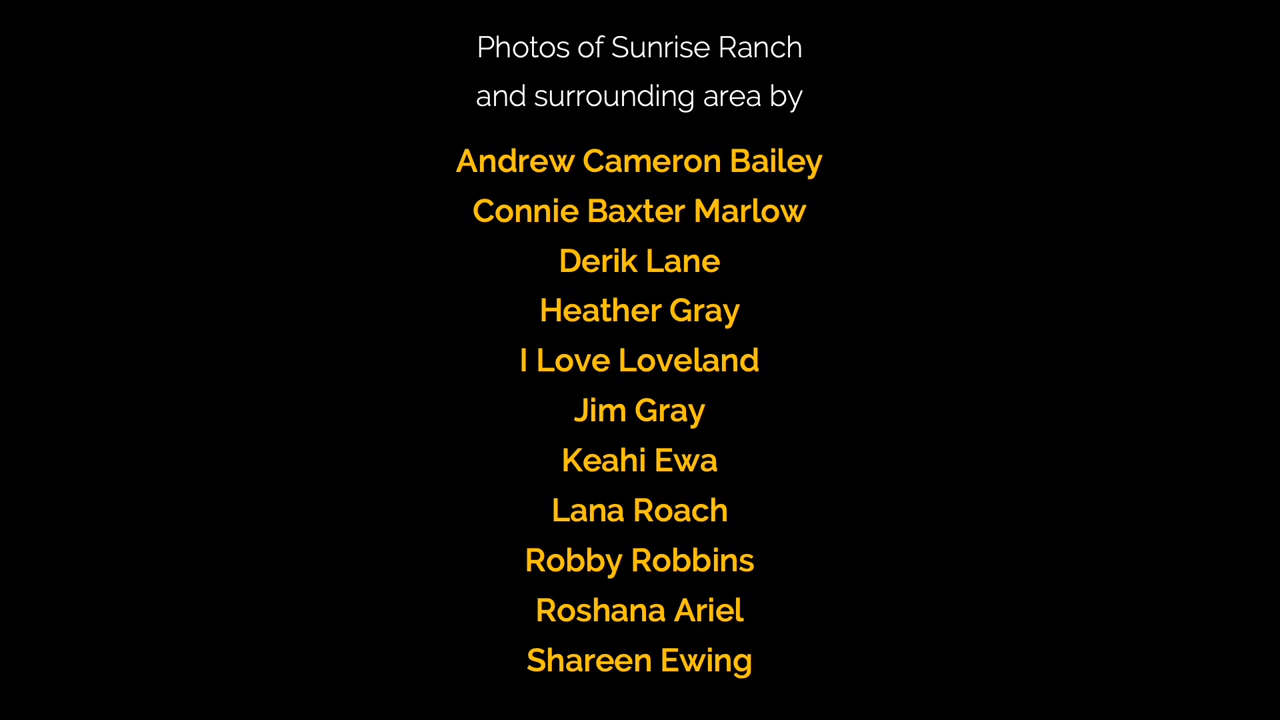 Photos of Sunrise Ranch
and surrounding area by
Andrew Cameron Bailey
Connie Baxter Marlow
Derik Lane
Heather Gray
I Love Loveland
Jim Gray
Keahi Ewa
Lana Roach
Robby Robbins
Roshana Ariel
Shareen Ewing